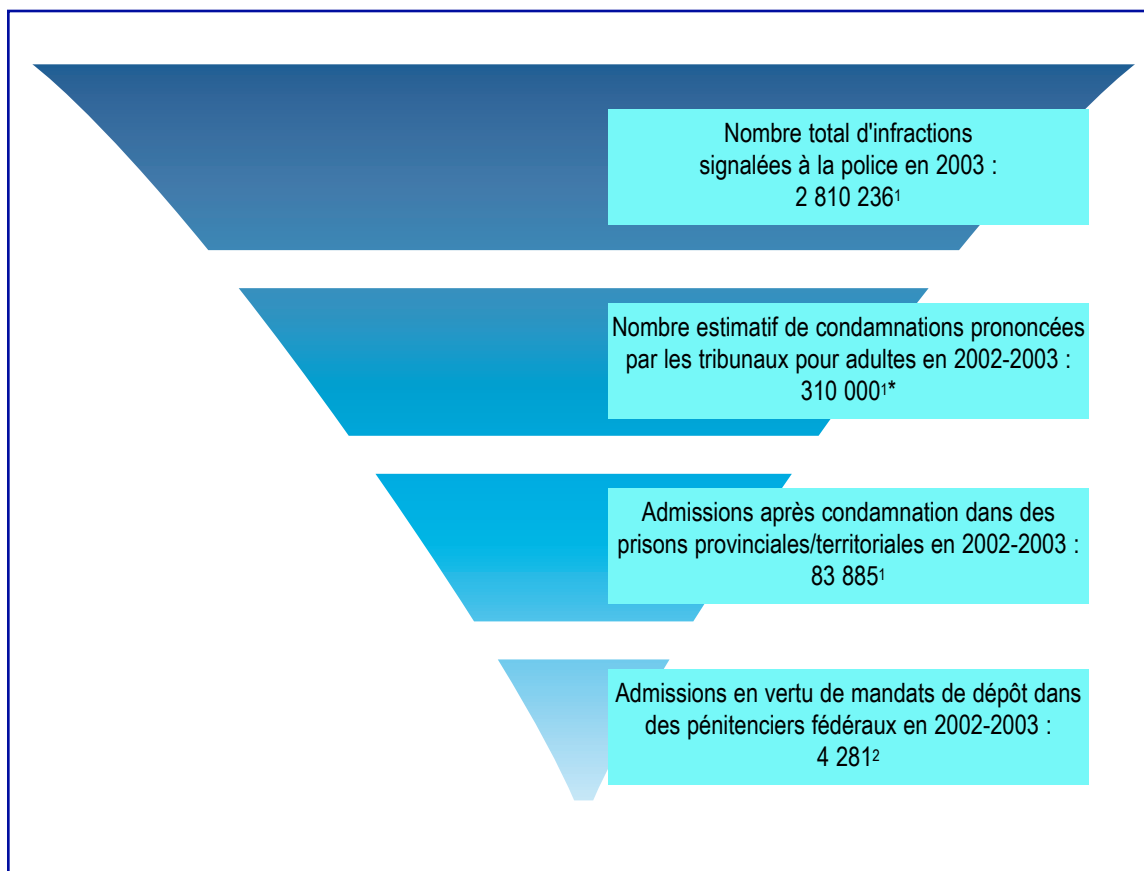 Nombre total d'infractions
signalées à la police en 2003 :
2 810 236¹
Nombre estimatif de condamnations prononcées
par les tribunaux pour adultes en 2002-2003 :
310 000¹*
Admissions après condamnation dans des
prisons provinciales/territoriales en 2002-2003 :
83 885¹
Admissions en vertu de mandats de dépôt dans
des pénitenciers fédéraux en 2002-2003 :
4 281²